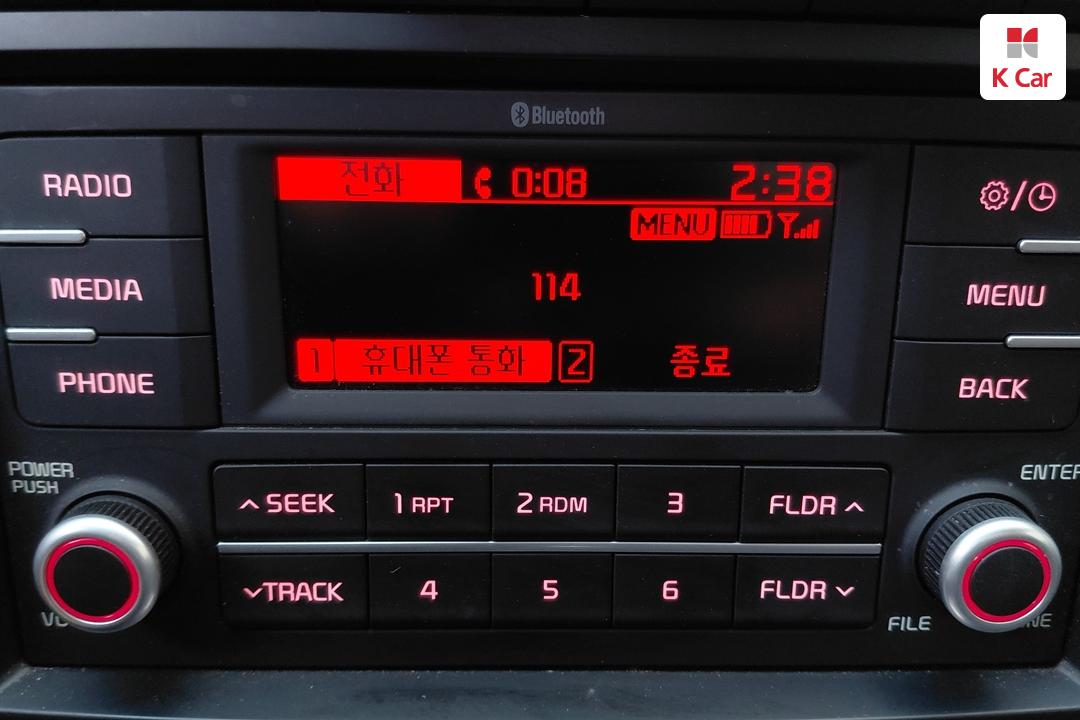 K Car
Bluetooth
RADIO
전화 0:08 2:38
MENU
MEDIA
114
MENU
1 휴대폰 통화 2 종료
PHONE
BACK
POWER
PUSH
ENTER
SEEK 1 RPT 2 RDM 3 FLDR
TRACK 4 5 6 FLDR
FILE